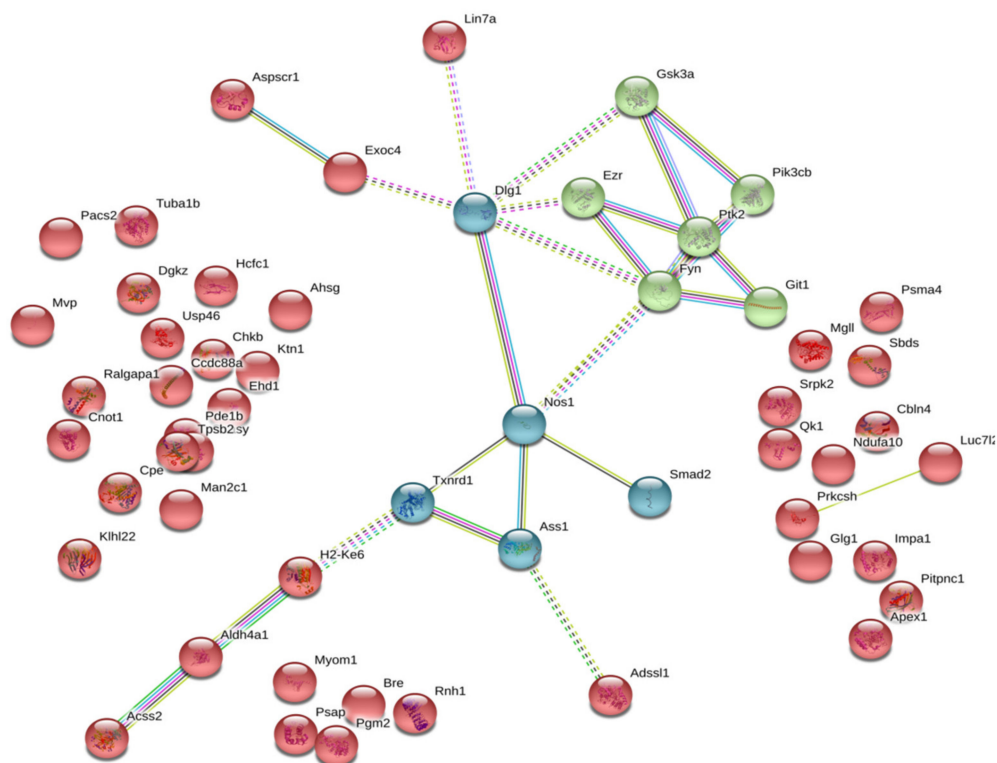 Lin7a
Aspscr1
Gsk3a
Exoc4
Dlg1
Ezr
Pik3cb
Ptk2
Fyn
Git1
Pacs2
Tuba1b
Dgkz
Hcfc1
Ahsg
Mvp
Usp46
Chkb
Ktn1
Ccdc88a
Ralgapa1
Ehd1
Cnot1
Pde1b
Tpsb2sy
Cpe
Man2c1
Klhl22
Psma4
Mgll
Sbds
Srpk2
Cbln4
Qk1
Ndufa10
Luc7l2
Prkcsh
Glg1
Impa1
Pitpnc1
Apex1
Nos1
Txnrd1
Smad2
Ass1
H2-Ke6
Aldh4a1
Acss2
Adssl1
Myom1
Bre
Rnh1
Psap
Pgm2